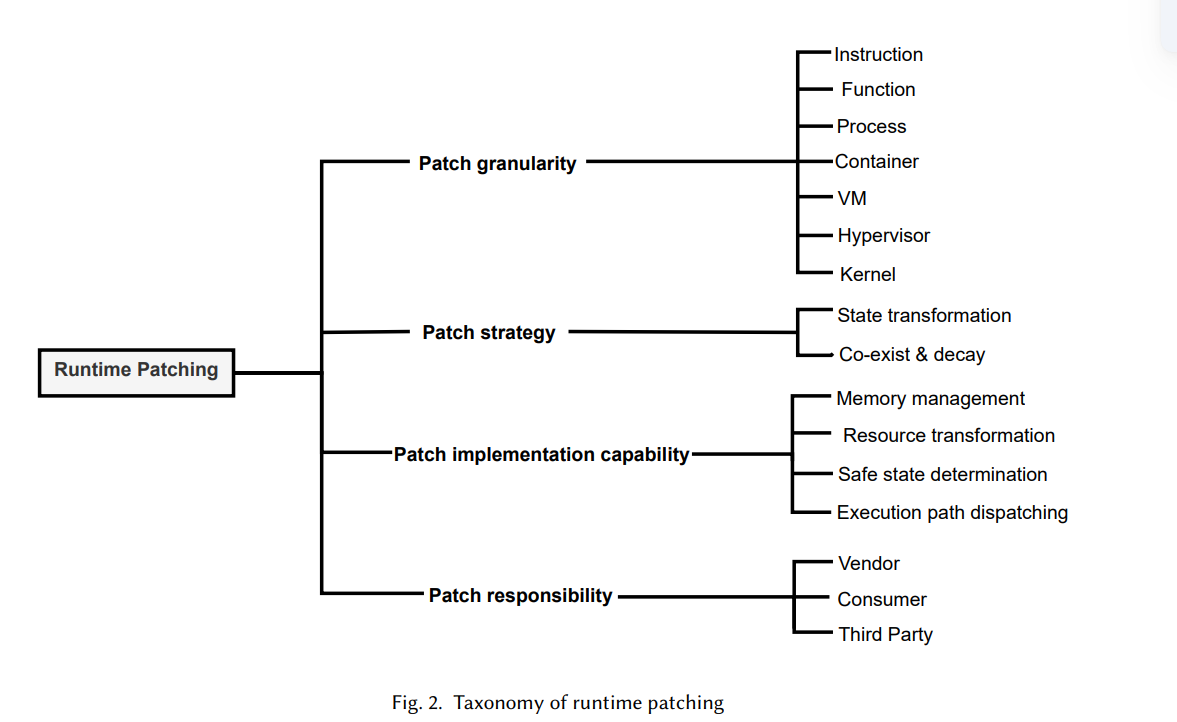 Runtime Patching
Patch granularity
Instruction
Function
Process
Container
VM
Hypervisor
Kernel
Patch strategy
State transformation
Co-exist & decay
Patch implementation capability
Memory management
Resource transformation
Safe state determination
Execution path dispatching
Patch responsibility
Vendor
Consumer
Third Party
Fig. 2. Taxonomy of runtime patching